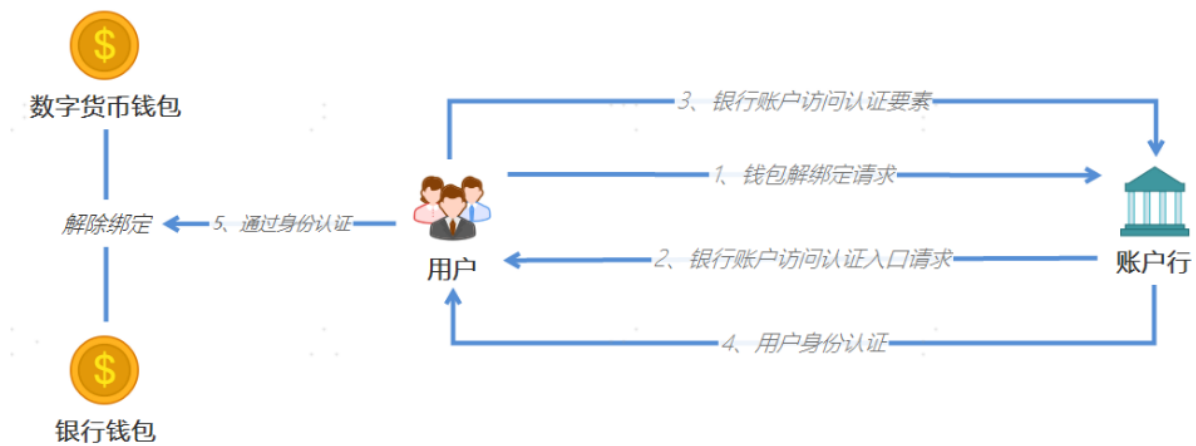 数字货币钱包
3、银行账户访问认证要素
1、钱包解绑定请求
解除绑定
5、通过身份认证
用户
2、银行账户访问认证入口请求
账户行
4、用户身份认证
银行钱包